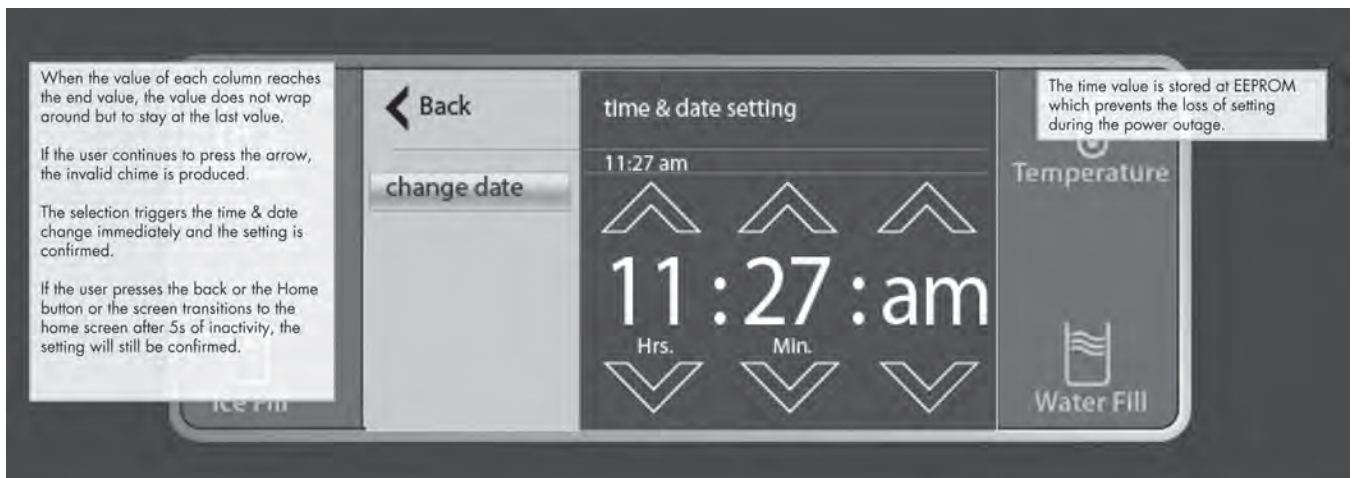 When the value of each column reaches
the end value, the value does not wrap
around but to stay at the last value.
If the user continues to press the arrow,
the invalid chime is produced.
The selection triggers the time & date
change immediately and the setting is
confirmed.
If the user presses the back or the Home
button or the screen transitions to the
home screen after 5s of inactivity, the
setting will still be confirmed.
Ice Fill
Back
change date
time & date setting
11:27 am
11 : 27 : am
Hrs. Min.
The time value is stored at EEPROM
which prevents the loss of setting
during the power outage.
Temperature
Water Fill